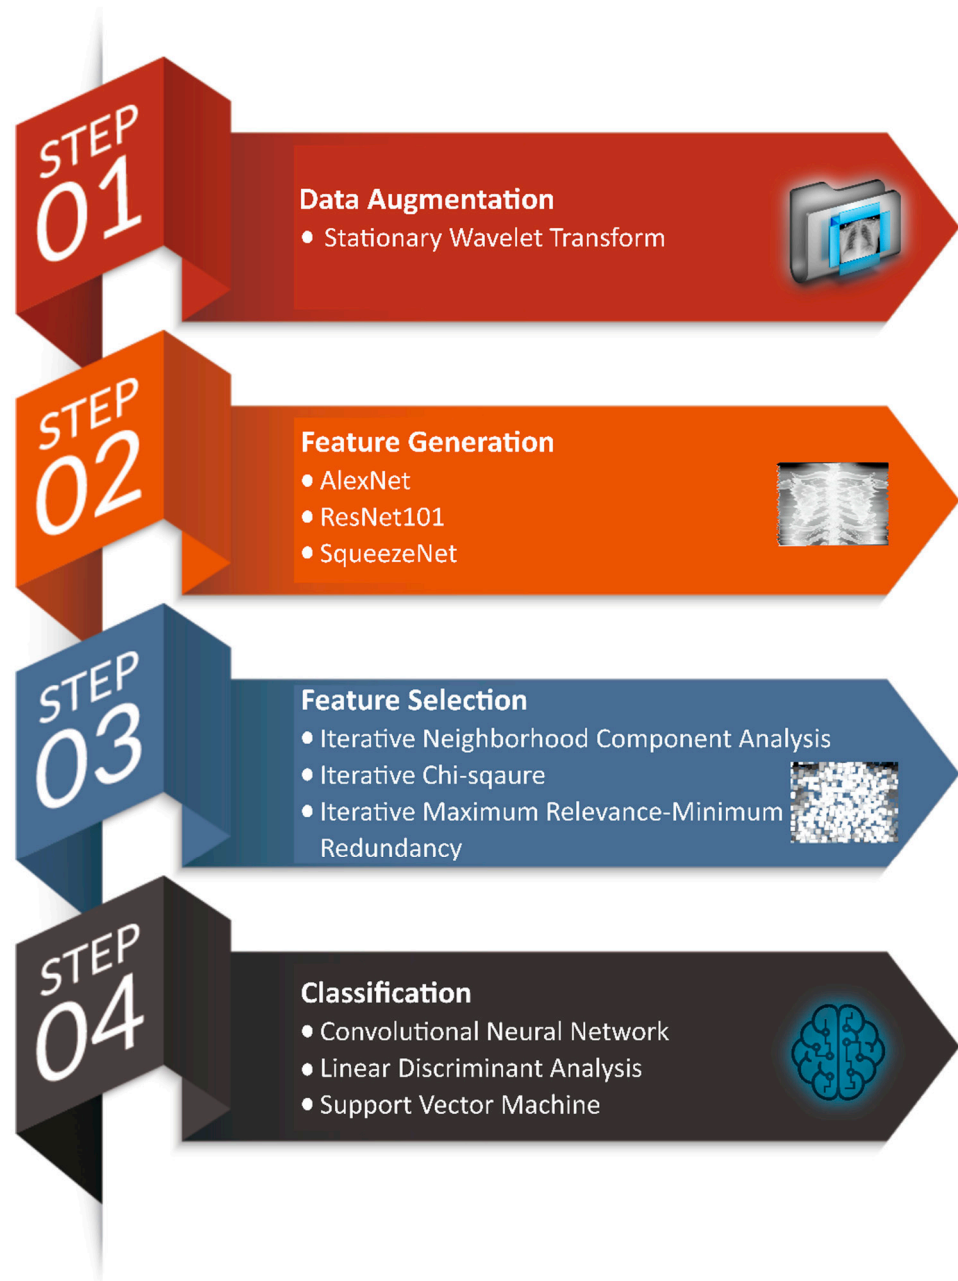 STEP
01
Data Augmentation
• Stationary Wavelet Transform
STEP
02
Feature Generation
• AlexNet
• ResNet101
• SqueezeNet
STEP
03
Feature Selection
• Iterative Neighborhood Component Analysis
• Iterative Chi-sqaure
• Iterative Maximum Relevance-Minimum
Redundancy
STEP
04
Classification
• Convolutional Neural Network
• Linear Discriminant Analysis
• Support Vector Machine